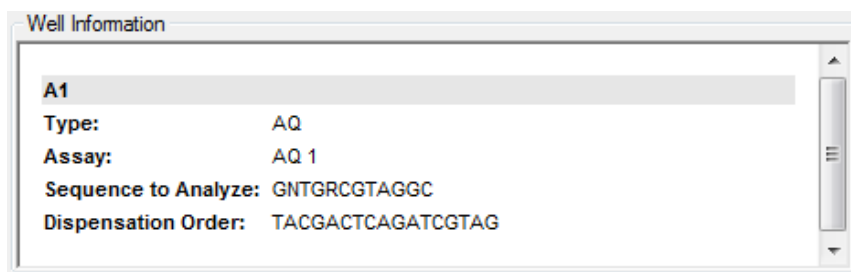 Well Information
A1
Type: AQ
Assay: AQ 1
Sequence to Analyze: GNTGRCGTAGGC
Dispensation Order: TACGACTCAGATCGTAG